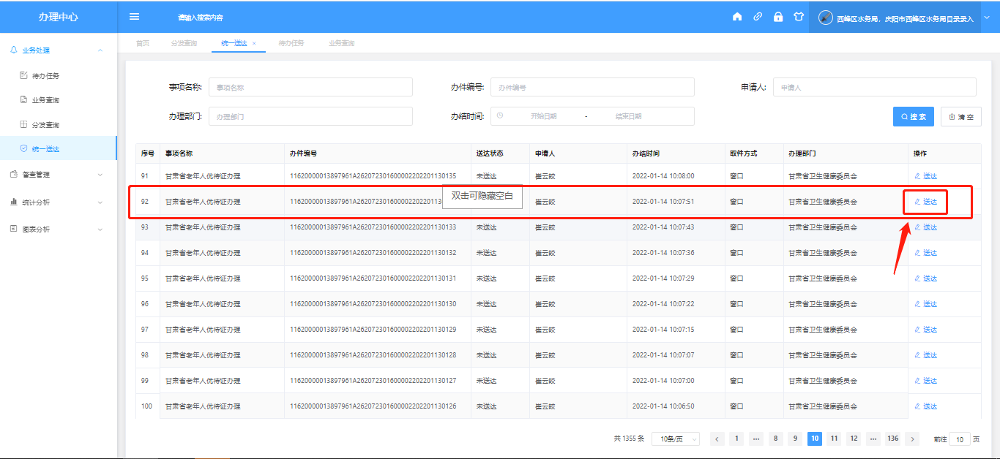 办理中心
请输入搜索内容
西峰区水务局，庆阳市西峰区水务局目录录入
业务处理
待办任务
业务查询
分发查询
统一送达
督查管理
统计分析
图表分析
首页 分发查询 统一送达 × 待办任务 业务查询
事项名称: 事项名称 办件编号: 办件编号 申请人: 申请人
办理部门: 办理部门 办结时间: 开始日期 - 结束日期 搜 索 清 空
序号 事项名称 办件编号 送达状态 申请人 办结时间 取件方式 办理部门 操作
91 甘肃省老年人优待证办理 11620000013897961A2620723016000022022011​30135 未送达 崔云皎 2022-01-14 10:08:00 窗口 甘肃省卫生健康委员会 送达
92 甘肃省老年人优待证办理 双击可隐藏空白 崔云皎 2022-01-14 10:07:51 窗口 甘肃省卫生健康委员会 送达
93 甘肃省老年人优待证办理 11620000013897961A262072301600002202201130133 未送达 崔云皎 2022-01-14 10:07:43 窗口 甘肃省卫生健康委员会 送达
94 甘肃省老年人优待证办理 11620000013897961A262072301600002202201130132 未送达 崔云皎 2022-01-14 10:07:36 窗口 甘肃省卫生健康委员会 送达
95 甘肃省老年人优待证办理 11620000013897961A262072301600002202201130131 未送达 崔云皎 2022-01-14 10:07:29 窗口 甘肃省卫生健康委员会 送达
96 甘肃省老年人优待证办理 11620000013897961A262072301600002202201130130 未送达 崔云皎 2022-01-14 10:07:22 窗口 甘肃省卫生健康委员会 送达
97 甘肃省老年人优待证办理 11620000013897961A262072301600002202201130129 未送达 崔云皎 2022-01-14 10:07:15 窗口 甘肃省卫生健康委员会 送达
98 甘肃省老年人优待证办理 11620000013897961A262072301600002202201130128 未送达 崔云皎 2022-01-14 10:07:07 窗口 甘肃省卫生健康委员会 送达
99 甘肃省老年人优待证办理 11620000013897961A262072301600002202201130127 未送达 崔云皎 2022-01-14 10:07:00 窗口 甘肃省卫生健康委员会 送达
100 甘肃省老年人优待证办理 11620000013897961A262072301600002202201130126 未送达 崔云皎 2022-01-14 10:06:50 窗口 甘肃省卫生健康委员会 送达
共 1355 条 10条/页 < 1 ... 8 9 10 11 12 ... 136 > 前往 10 页